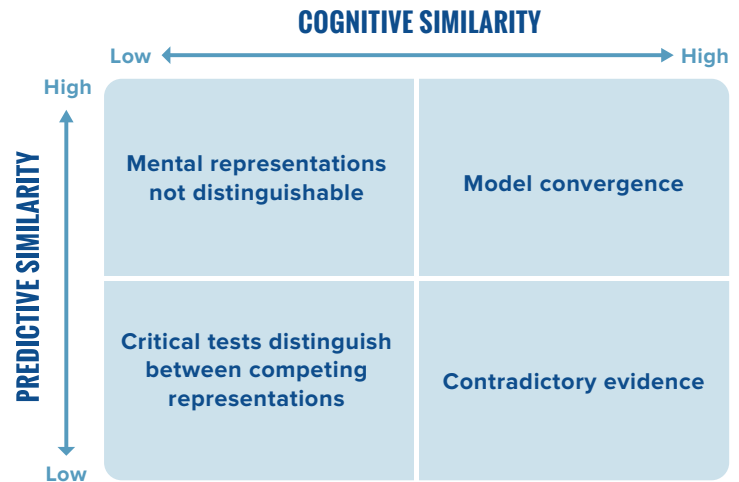 COGNITIVE SIMILARITY
Low
High
High
PREDICTIVE SIMILARITY
Low
Mental representations
not distinguishable
Model convergence
Critical tests distinguish
between competing
representations
Contradictory evidence